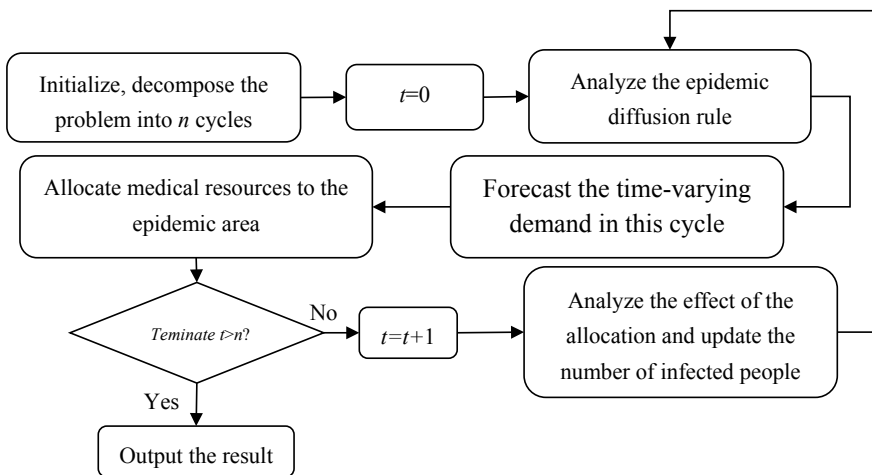 Initialize, decompose the
problem into n cycles
t=0
Analyze the epidemic
diffusion rule
Forecast the time-varying
demand in this cycle
Allocate medical resources to the
epidemic area
Teminate t>n?
No
t=t+1
Analyze the effect of the
allocation and update the
number of infected people
Yes
Output the result